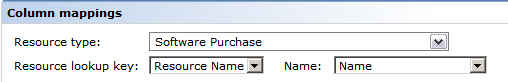 Column mappings
Resource type: Software Purchase
Resource lookup key: Resource Name Name: Name